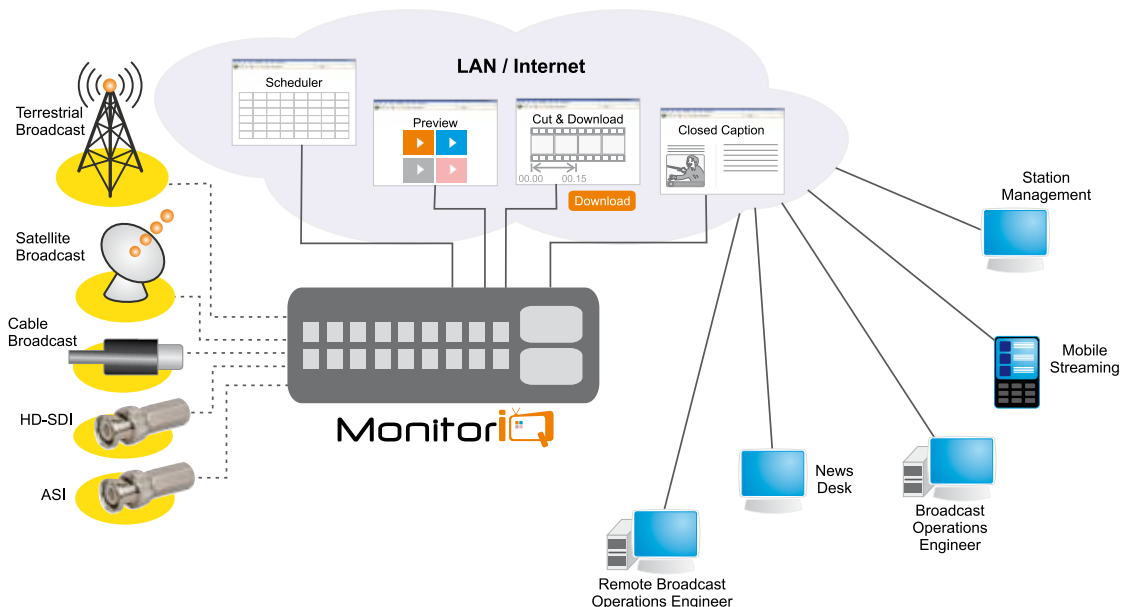 LAN / Internet
Scheduler
Preview
Cut & Download
00.00 00.15
Download
Closed Caption
Terrestrial
Broadcast
Satellite
Broadcast
Cable
Broadcast
HD-SDI
ASI
MonitorIQ
Station
Management
Mobile
Streaming
Broadcast
Operations
Engineer
News
Desk
Remote Broadcast
Operations Engineer